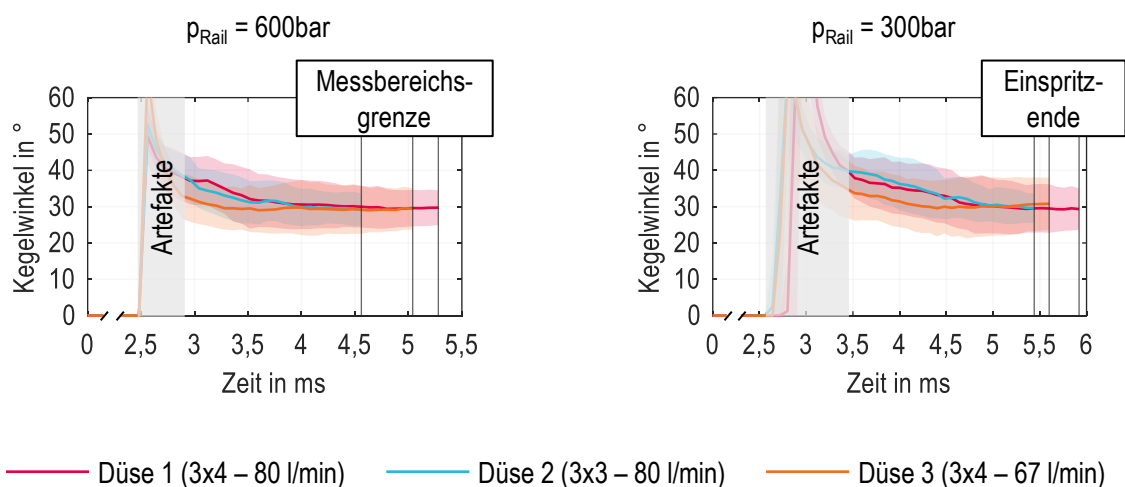 p_Rail = 600bar
Messbereichs-
grenze
60
50
40
30
20
10
0
Kegelwinkel in °
Artefakte
0 2,5 3 3,5 4 4,5 5 5,5
Zeit in ms
p_Rail = 300bar
Einspritz-
ende
60
50
40
30
20
10
0
Kegelwinkel in °
Artefakte
0 2,5 3 3,5 4 4,5 5 5,5 6
Zeit in ms
Düse 1 (3x4 – 80 l/min) Düse 2 (3x3 – 80 l/min) Düse 3 (3x4 – 67 l/min)